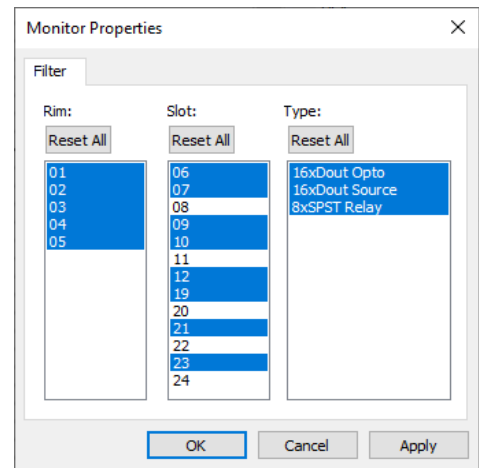 Monitor Properties
Filter
Rim:
Slot:
Type:
Reset All
Reset All
Reset All
01
02
03
04
05
06
07
08
09
10
11
12
19
20
21
22
23
24
16xDout Opto
16xDout Source
8xSPST Relay
OK
Cancel
Apply